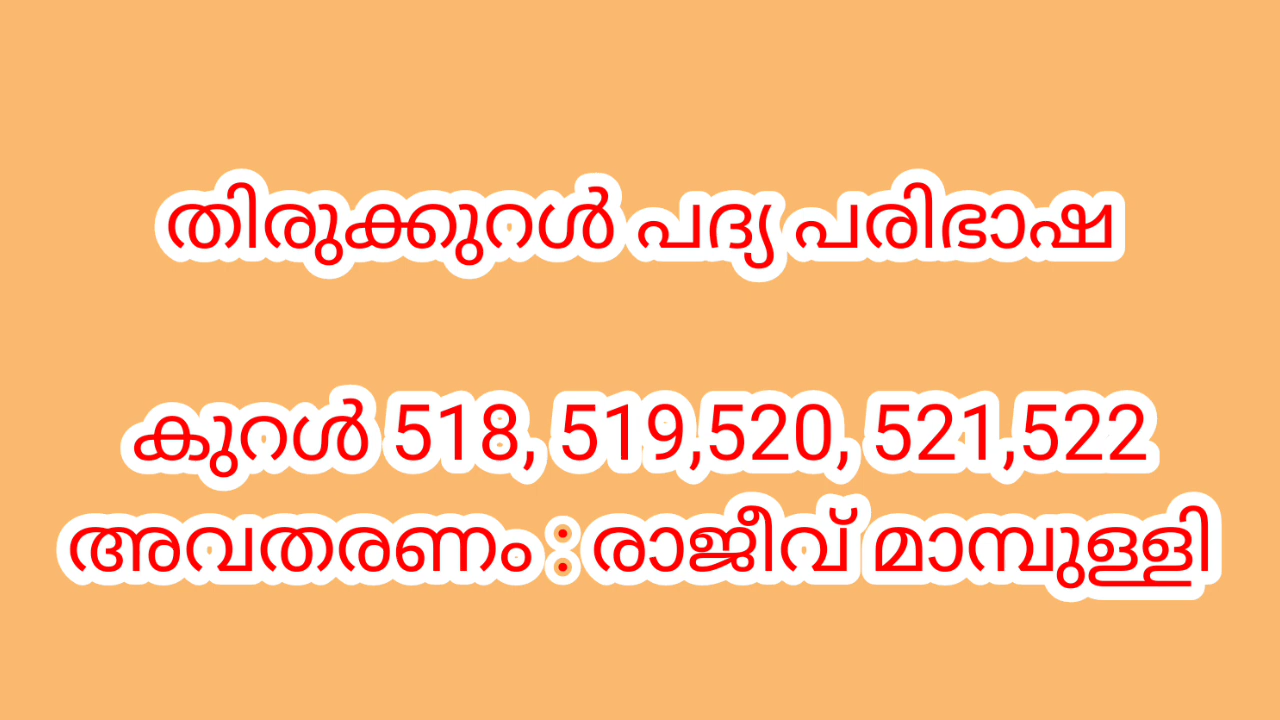 തിരുക്കുറൾ പദ്യ പരിഭാഷ
കുറൾ 518, 519,520, 521,522
അവതരണം : രാജീവ് മാമ്പുള്ളി